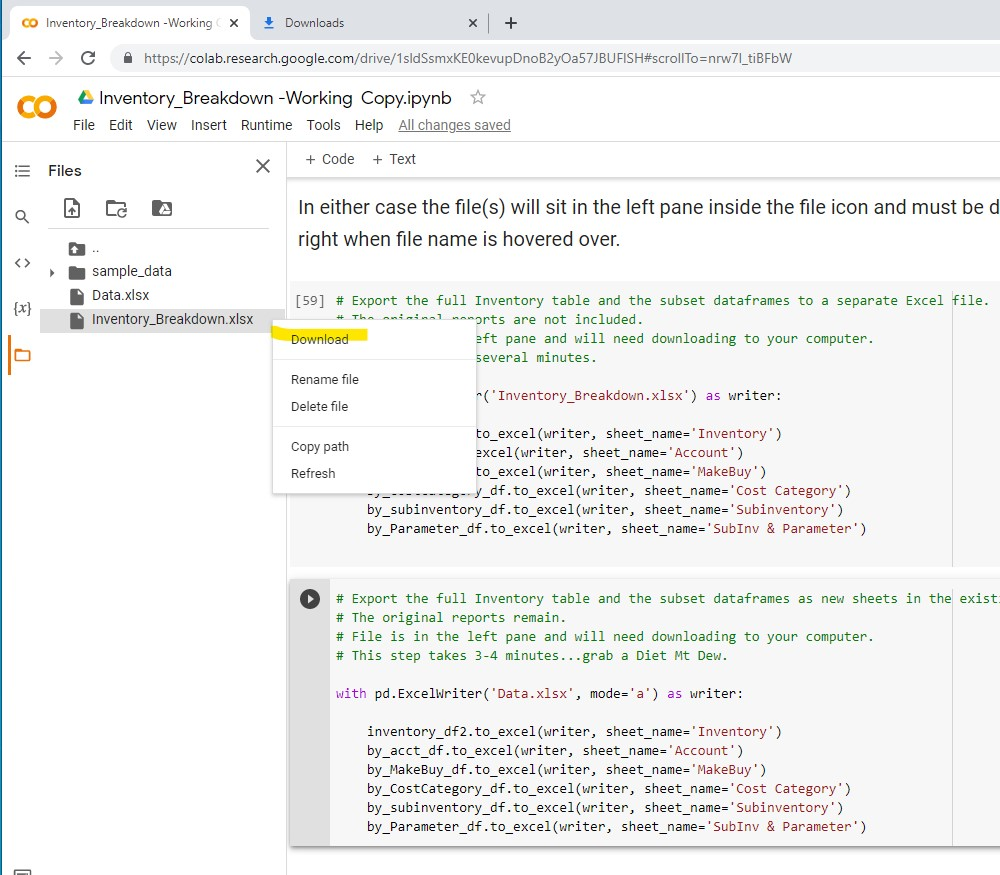 Inventory_Breakdown -Working C
Downloads
https://colab.research.google.com/drive/1sldSsmxKE0kevupDnoB2yOa57JBUFlSH#scrollTo=nrw7I_tiBFbW
Inventory_Breakdown -Working Copy.ipynb
File Edit View Insert Runtime Tools Help All changes saved
Files
+ Code + Text
..
sample_data
Data.xlsx
Inventory_Breakdown.xlsx
Download
Rename file
Delete file
Copy path
Refresh
In either case the file(s) will sit in the left pane inside the file icon and must be d
right when file name is hovered over.
[59] # Export the full Inventory table and the subset dataframes to a separate Excel file.
# The original reports are not included.
eft pane and will need downloading to your computer.
several minutes.
r('Inventory_Breakdown.xlsx') as writer:
to_excel(writer, sheet_name='Inventory')
excel(writer, sheet_name='Account')
to_excel(writer, sheet_name='MakeBuy')
by_CostCategory_df.to_excel(writer, sheet_name='Cost Category')
by_subinventory_df.to_excel(writer, sheet_name='Subinventory')
by_Parameter_df.to_excel(writer, sheet_name='SubInv & Parameter')
# Export the full Inventory table and the subset dataframes as new sheets in the exist
# The original reports remain.
# File is in the left pane and will need downloading to your computer.
# This step takes 3-4 minutes...grab a Diet Mt Dew.
with pd.ExcelWriter('Data.xlsx', mode='a') as writer:
inventory_df2.to_excel(writer, sheet_name='Inventory')
by_acct_df.to_excel(writer, sheet_name='Account')
by_MakeBuy_df.to_excel(writer, sheet_name='MakeBuy')
by_CostCategory_df.to_excel(writer, sheet_name='Cost Category')
by_subinventory_df.to_excel(writer, sheet_name='Subinventory')
by_Parameter_df.to_excel(writer, sheet_name='SubInv & Parameter')